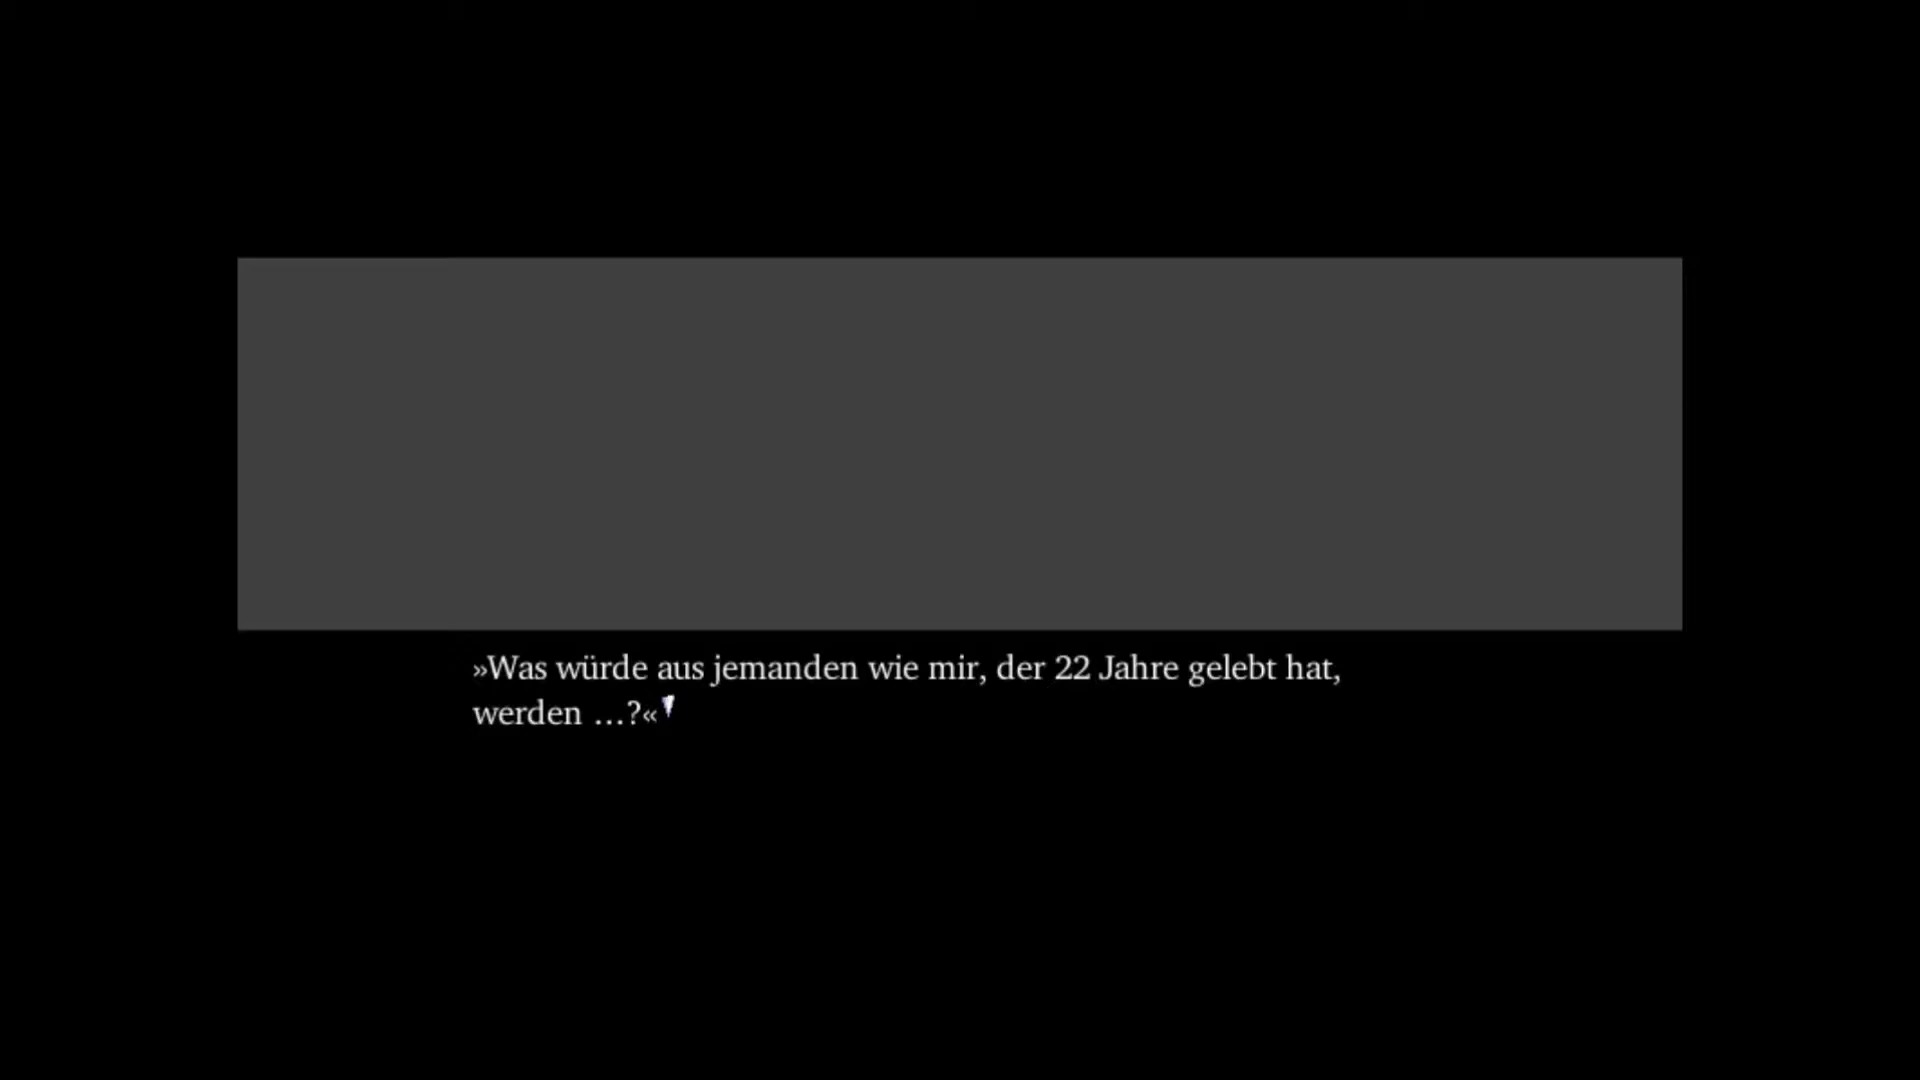 »Was würde aus jemanden wie mir, der 22 Jahre gelebt hat,
werden …?«